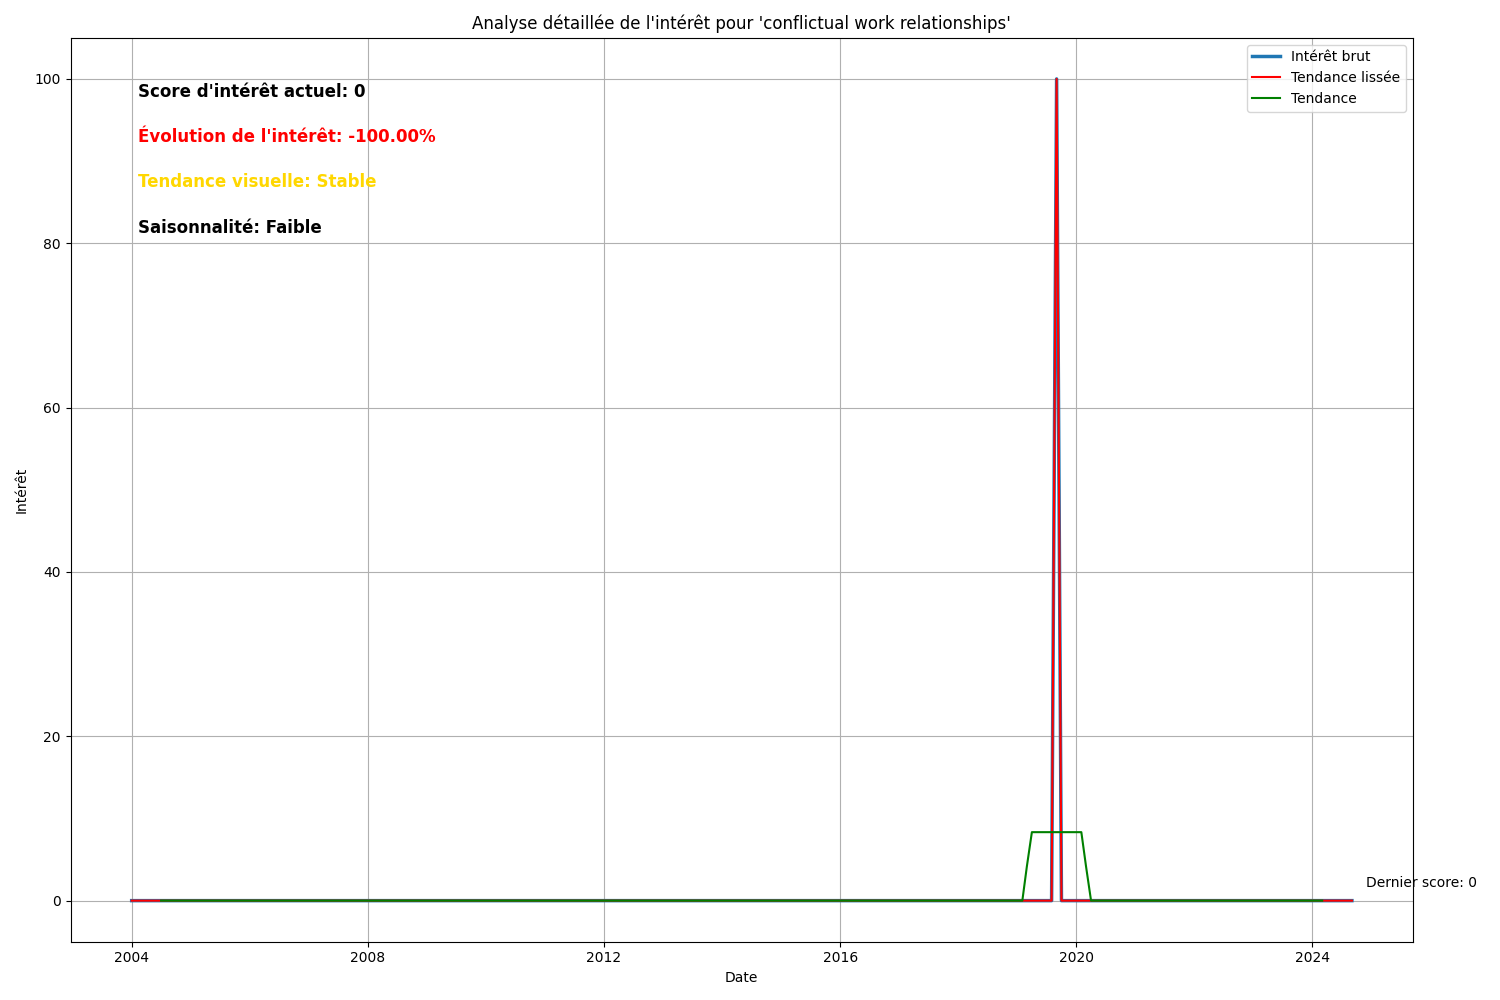 Analyse détaillée de l'intérêt pour 'conflictual work relationships'
Intérêt brut
Tendance lissée
Tendance
Score d'intérêt actuel: 0
Évolution de l'intérêt: -100.00%
Tendance visuelle: Stable
Saisonnalité: Faible
100
80
60
40
20
0
Intérêt
Dernier score: 0
2004
2008
2012
2016
2020
2024
Date